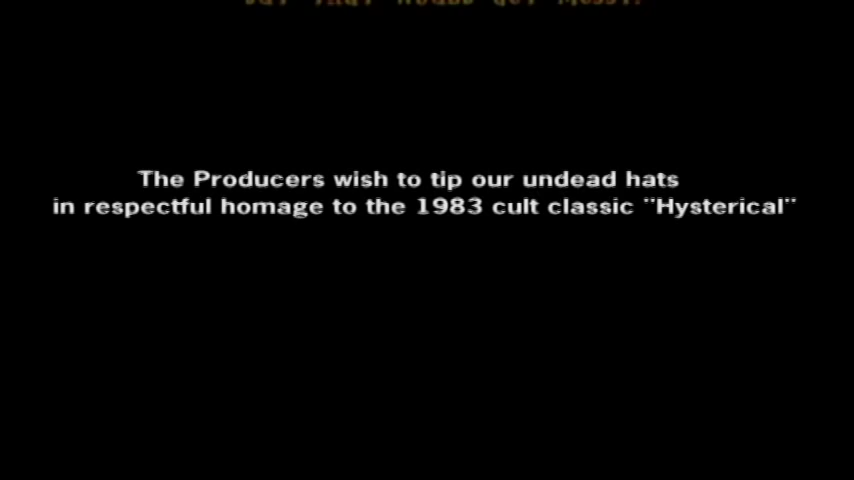 The Producers wish to tip our undead hats
in respectful homage to the 1983 cult classic "Hysterical"